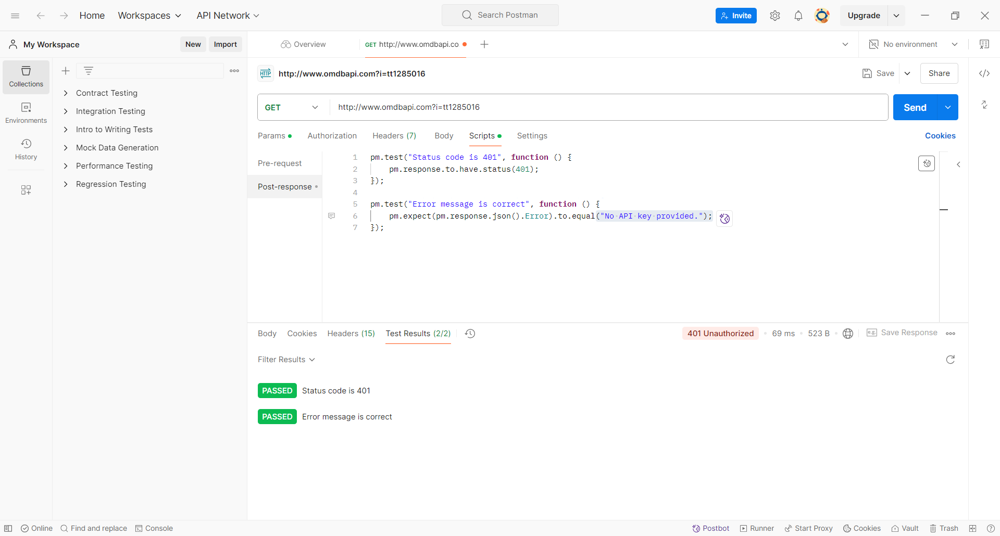 Home Workspaces API Network Search Postman Invite Upgrade
My Workspace New Import Overview GET http://www.omdbapi.co No environment
HTTP http://www.omdbapi.com?i=tt1285016 Save Share
Collections
Environments
History
Contract Testing
Integration Testing
Intro to Writing Tests
Mock Data Generation
Performance Testing
Regression Testing
GET http://www.omdbapi.com?i=tt1285016 Send
Params Authorization Headers (7) Body Scripts Settings Cookies
Pre-request
Post-response
1 pm.test("Status code is 401", function () {
2 pm.response.to.have.status(401);
3 });
4
5 pm.test("Error message is correct", function () {
6 pm.expect(pm.response.json().Error).to.equal("No API key provided.");
7 });
Body Cookies Headers (15) Test Results (2/2) 401 Unauthorized 69 ms 523 B e.g. Save Response
Filter Results
PASSED Status code is 401
PASSED Error message is correct
Online Find and replace Console Postbot Runner Start Proxy Cookies Vault Trash